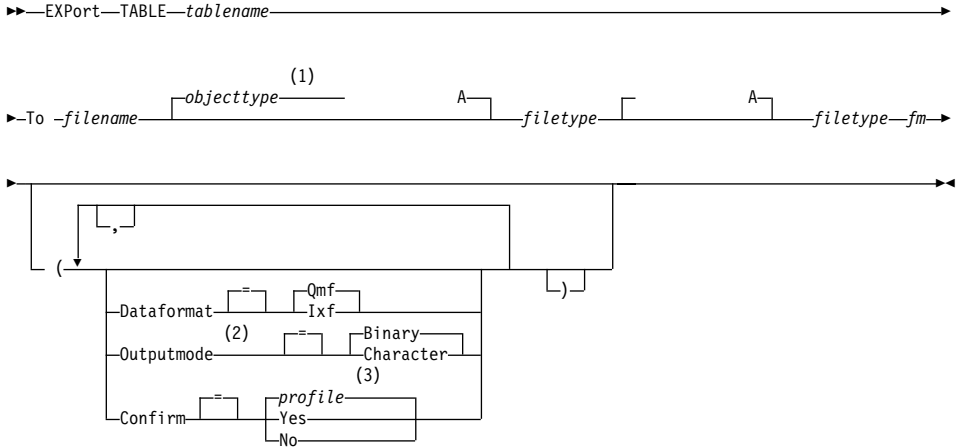 EXPort TABLE tablename
(1)
objecttype A A
To filename filetype filetype fm
,
(
)
= Qmf
Dataformat Ixf
(2)
= Binary
Outputmode Character
(3)
= profile
Confirm Yes
No